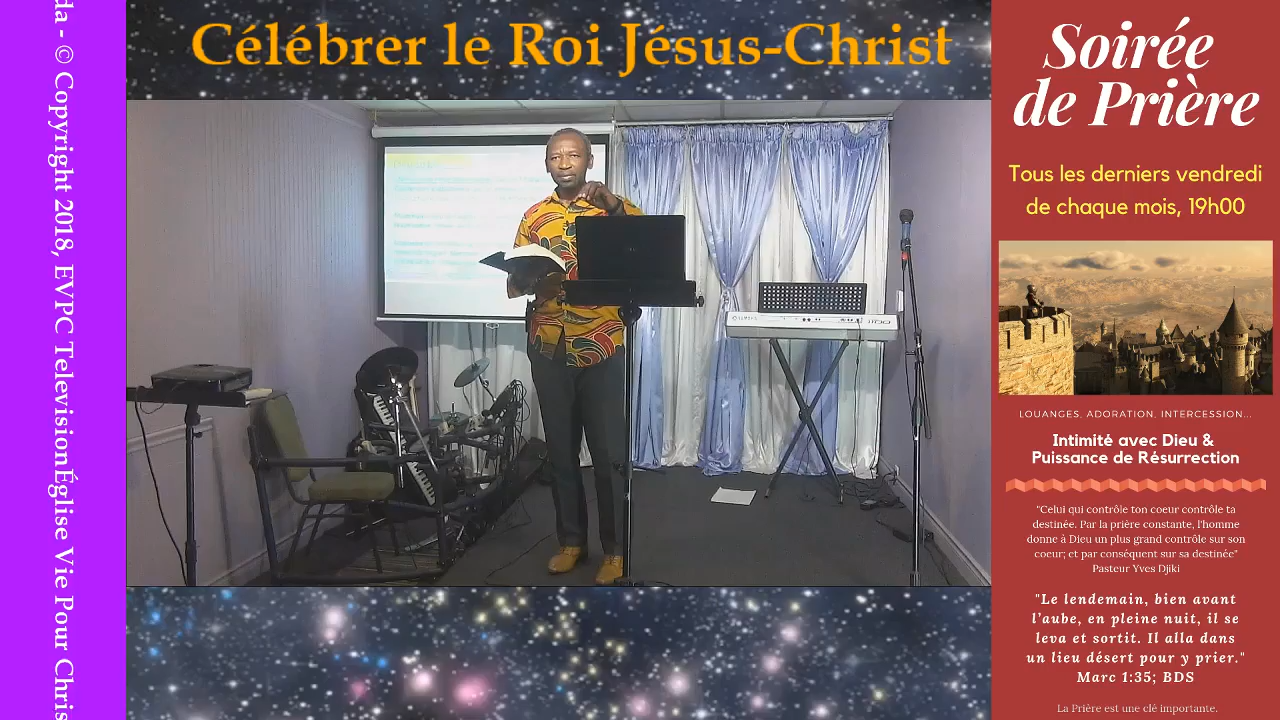 Célébrer le Roi Jésus-Christ
da - © Copyright 2018, EVPC TelevisionÉglise Vie Pour Chris
Soirée
de Prière
Tous les derniers vendredi
de chaque mois, 19h00
LOUANGES, ADORATION, INTERCESSION...
Intimité avec Dieu &
Puissance de Résurrection
"Celui qui contrôle ton coeur contrôle ta
destinée. Par la prière constante, l'homme
donne à Dieu un plus grand contrôle sur son
coeur; et par conséquent sur sa destinée"
Pasteur Yves Djiki
"Le lendemain, bien avant
l'aube, en pleine nuit, il se
leva et sortit. Il alla dans
un lieu désert pour y prier."
Marc 1:35; BDS
La Prière est une clé importante.